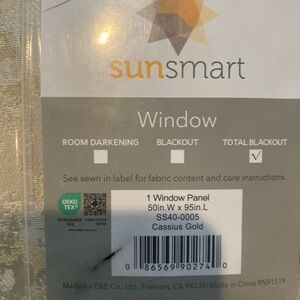 sunsmart
Window
ROOM DARKENING BLACKOUT TOTAL BLACKOUT
See sewn in label for fabric content and care instructions.
OEKO
TEX®
STANDARD
100
1 Window Panel
50in.W x 95in.L
SS40-0005
Cassius Gold
0 86569 90274 0
Made for E&E Co., Ltd., Fremont, CA 94538 Made in China RN91519